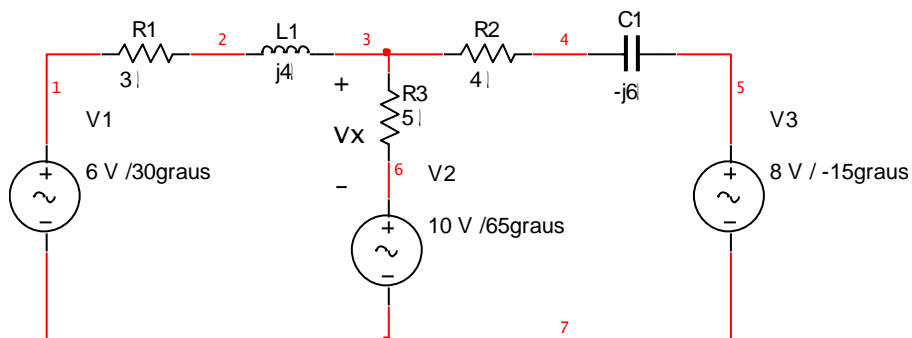 R1
2
L1
3
R2
4
C1
3
j4
4
-j6
1
+
R3
5
5
V1
Vx
V3
6
V2
6 V /30graus
-
8 V / -15graus
+
10 V /65graus
+
+
7